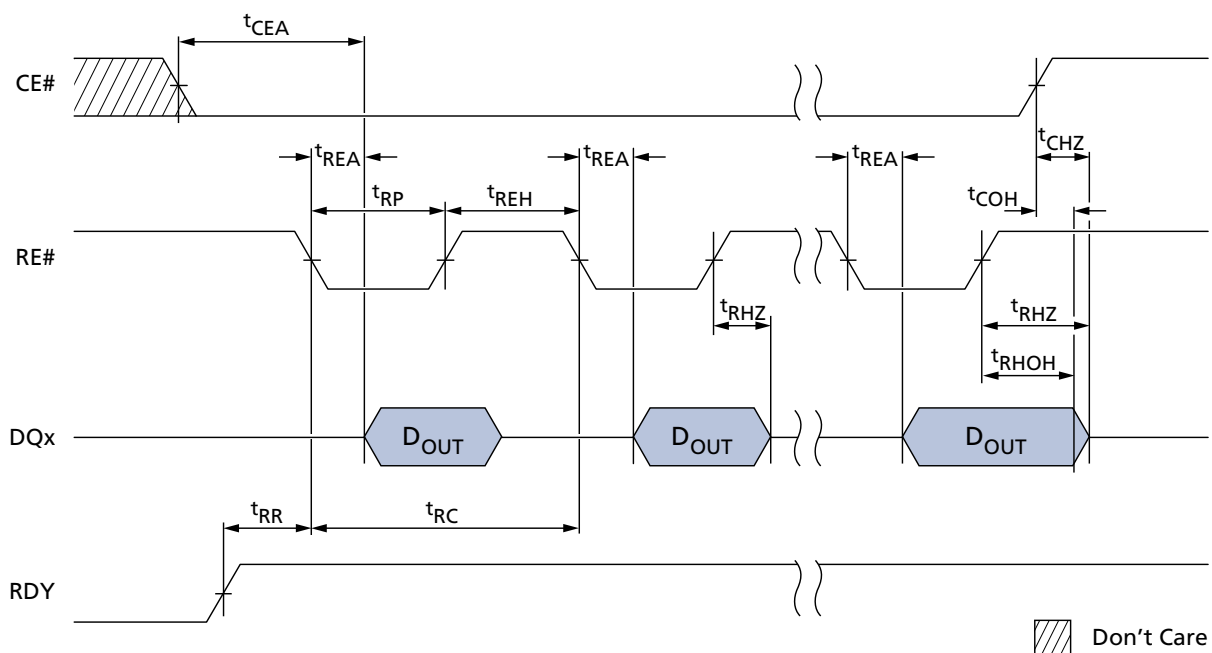 tCEA
CE#
tCHZ
tREA
tREA
tREA
tCOH
tRP
tREH
RE#
tRHZ
tRHZ
tRHOH
DQx
DOUT
DOUT
DOUT
tRR
tRC
RDY
Don't Care